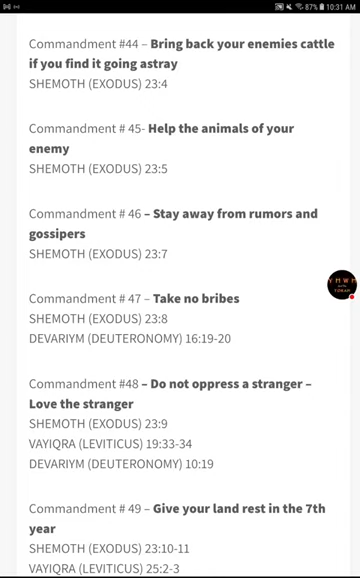 87% 10:31 AM
Commandment #44 – Bring back your enemies cattle
if you find it going astray
SHEMOTH (EXODUS) 23:4
Commandment # 45- Help the animals of your
enemy
SHEMOTH (EXODUS) 23:5
Commandment # 46 – Stay away from rumors and
gossipers
SHEMOTH (EXODUS) 23:7
Commandment # 47 – Take no bribes
SHEMOTH (EXODUS) 23:8
DEVARIYM (DEUTERONOMY) 16:19-20
Commandment #48 – Do not oppress a stranger –
Love the stranger
SHEMOTH (EXODUS) 23:9
VAYIQRA (LEVITICUS) 19:33-34
DEVARIYM (DEUTERONOMY) 10:19
Commandment # 49 – Give your land rest in the 7th
year
SHEMOTH (EXODUS) 23:10-11
VAYIQRA (LEVITICUS) 25:2-3